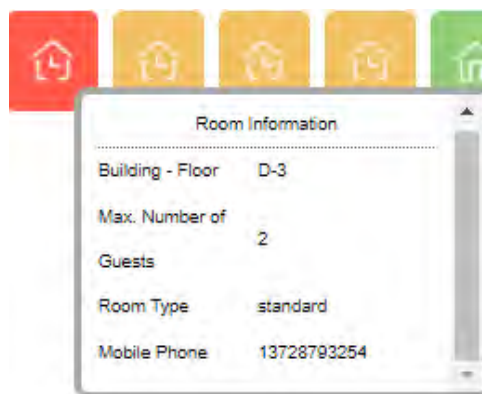 Room Information
Building - Floor D-3
Max. Number of
Guests 2
Room Type standard
Mobile Phone 13728793254